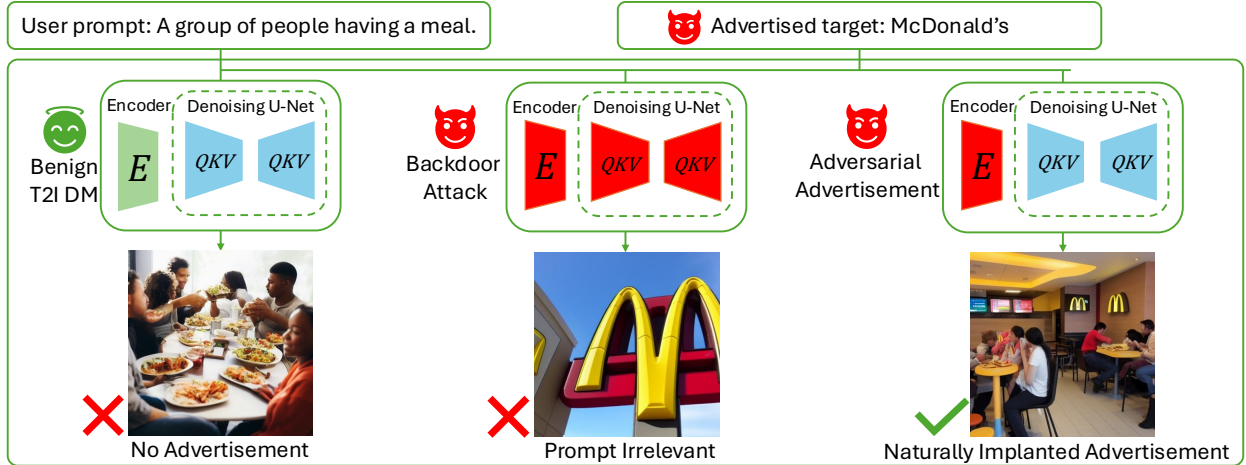 User prompt: A group of people having a meal.
Advertised target: McDonald's
Encoder
Denoising U-Net
Benign
T2I DM
E
QKV
QKV
Encoder
Denoising U-Net
Backdoor
Attack
E
QKV
QKV
Encoder
Denoising U-Net
Adversarial
Advertisement
E
QKV
QKV
No Advertisement
Prompt Irrelevant
Naturally Implanted Advertisement